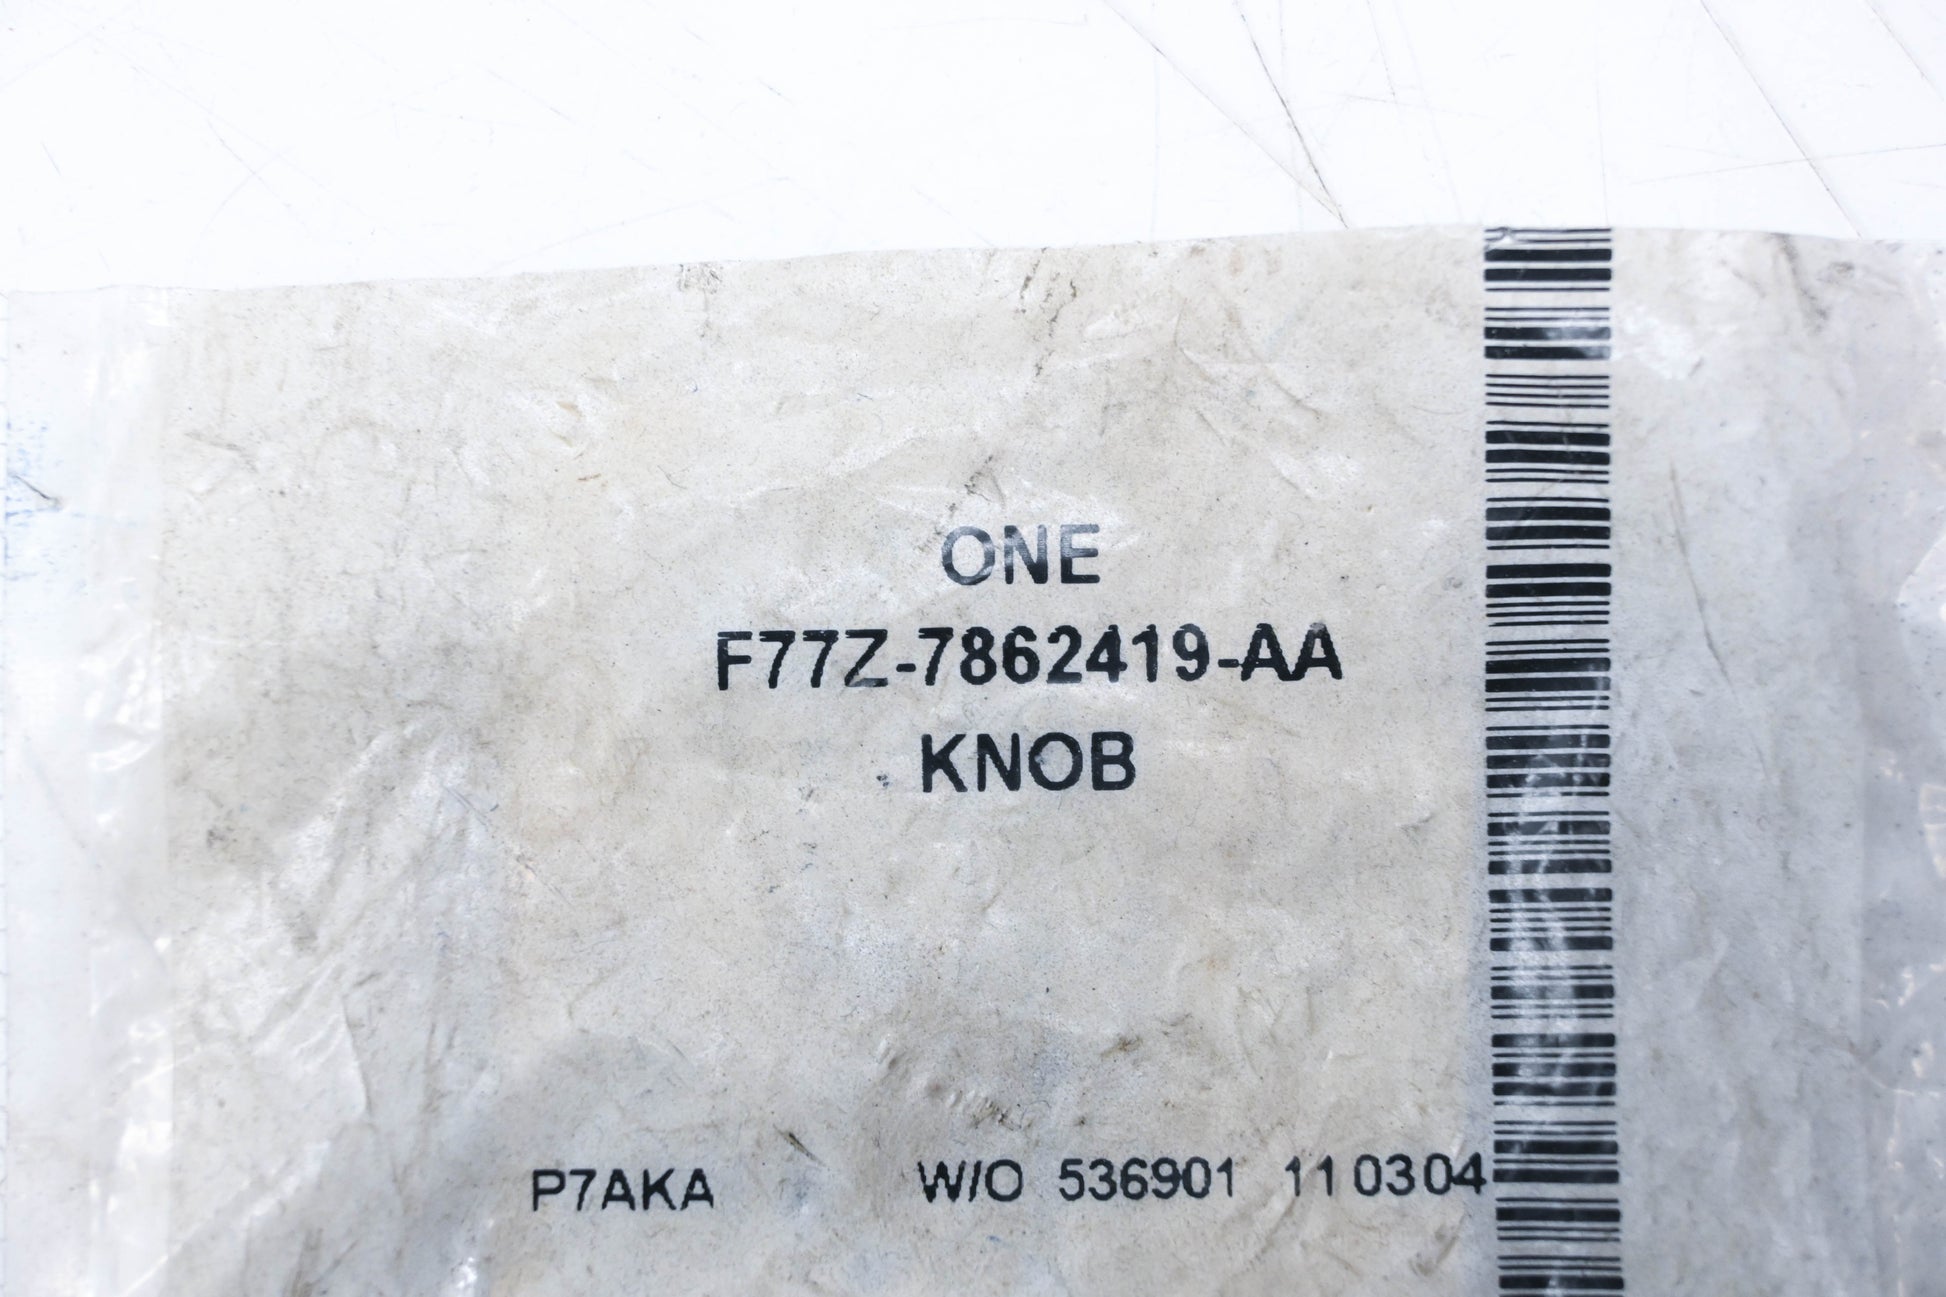 ONE
F77Z-7862419-AA
KNOB
P7AKA W/O 536901 110304